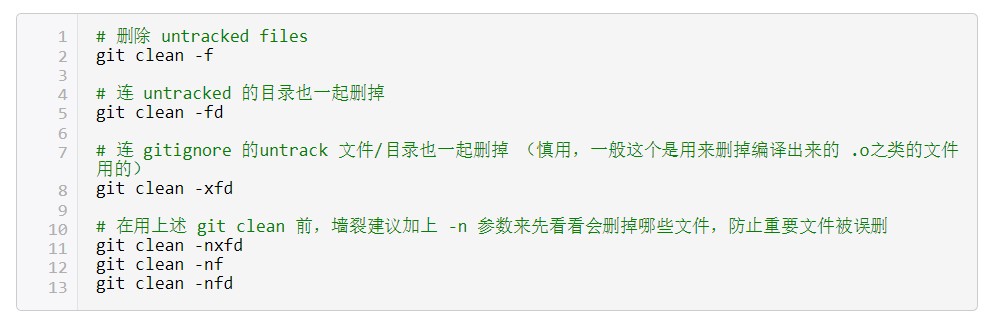 1 # 删除 untracked files
2 git clean -f
3
4 # 连 untracked 的目录也一起删掉
5 git clean -fd
6
7 # 连 gitignore 的untrack 文件/目录也一起删掉 （慎用，一般这个是用来删掉编译出来的 .o之类的文件
用的）
8 git clean -xfd
9
10 # 在用上述 git clean 前，墙裂建议加上 -n 参数来先看看会删掉哪些文件，防止重要文件被误删
11 git clean -nxfd
12 git clean -nf
13 git clean -nfd